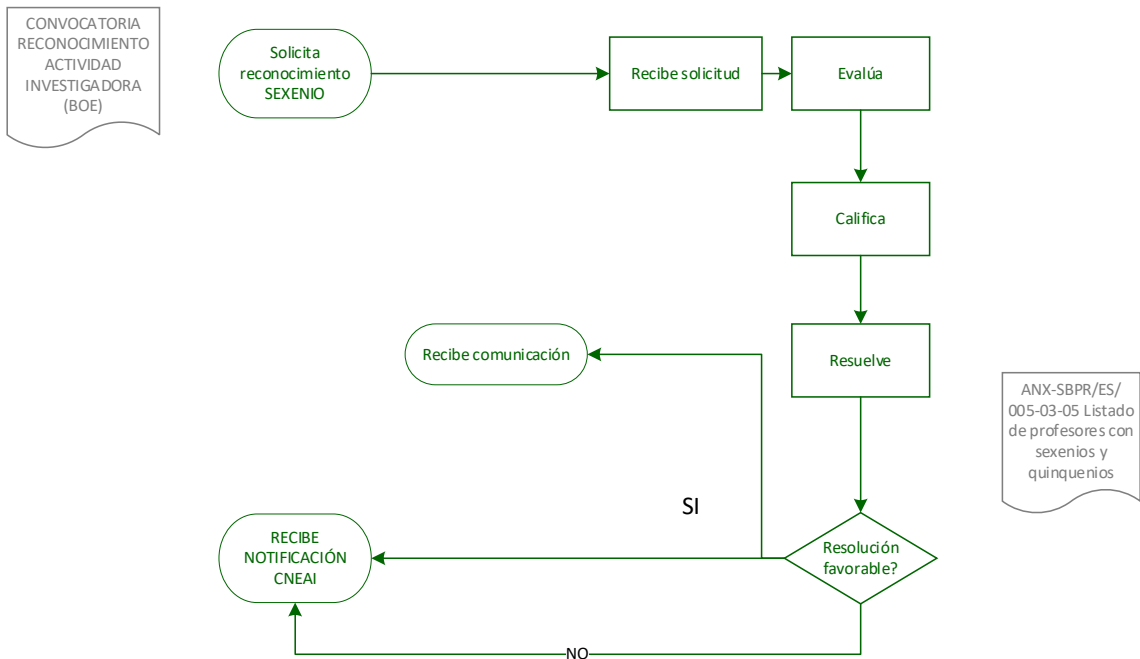 CONVOCATORIA
RECONOCIMIENTO
ACTIVIDAD
INVESTIGADORA
(BOE)
Solicita
reconocimiento
SEXENIO
Recibe solicitud
Evalúa
Califica
Recibe comunicación
Resuelve
ANX-SBPR/ES/
005-03-05 Listado
de profesores con
sexenios y
quinquenios
SI
RECIBE
NOTIFICACIÓN
CNEAI
Resolución
favorable?
NO